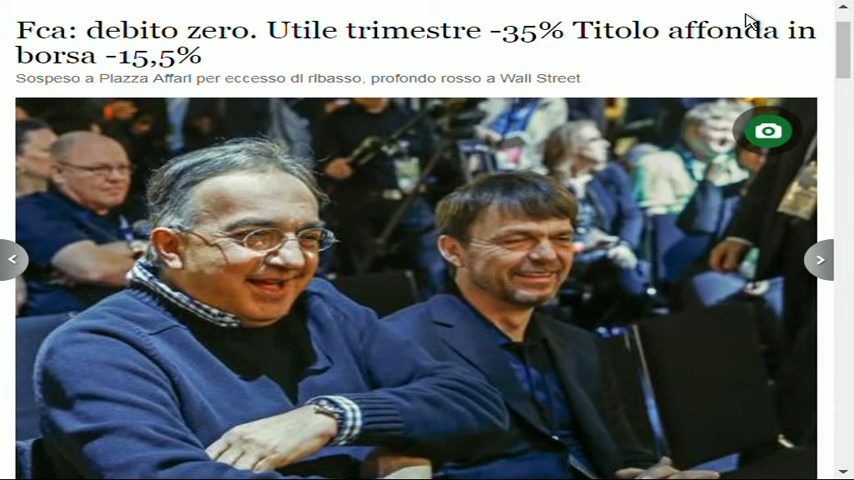 Fca: debito zero. Utile trimestre -35% Titolo affonda in
borsa -15,5%
Sospeso a Piazza Affari per eccesso di ribasso, profondo rosso a Wall Street